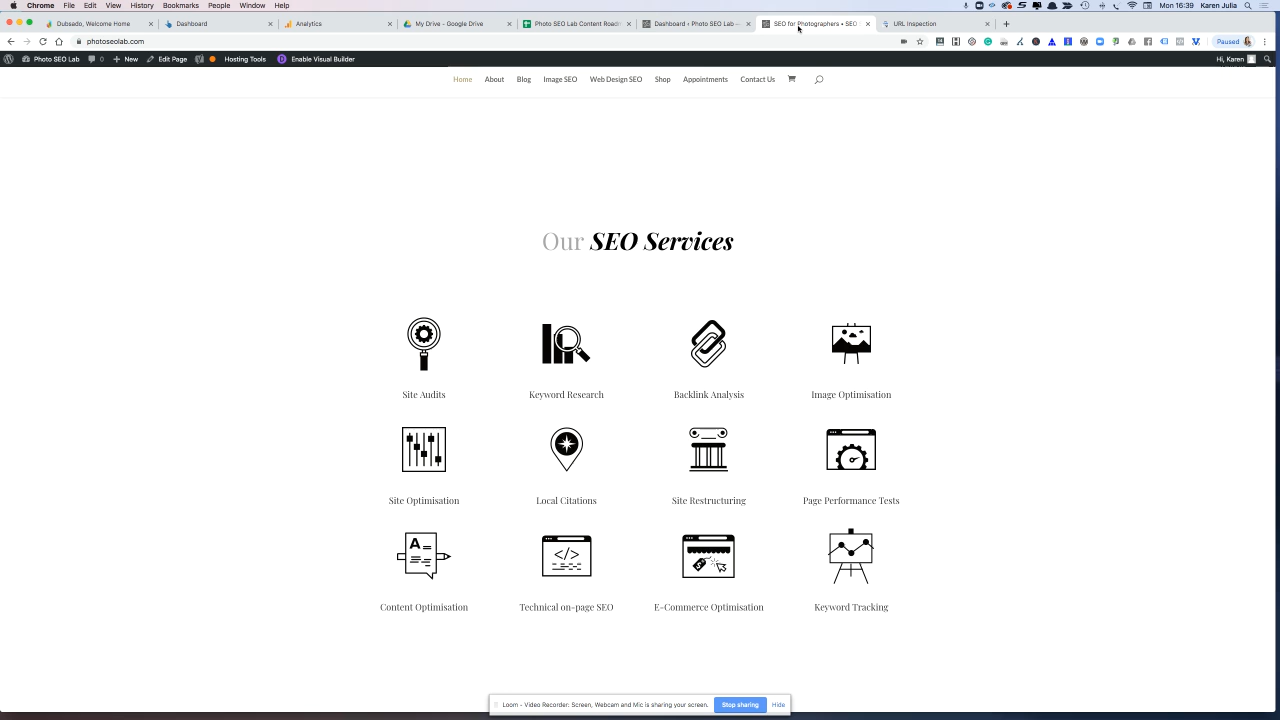 Chrome File Edit View History Bookmarks People Window Help Mon 16:39 Karen Julia
Dubsado, Welcome Home Dashboard Analytics My Drive - Google Drive Photo SEO Lab Content Road Dashboard ‹ Photo SEO Lab — SEO for Photographers • SEO URL Inspection
photoseolab.com Paused
Photo SEO Lab 0 New Edit Page Hosting Tools Enable Visual Builder Hi, Karen
Home About Blog Image SEO Web Design SEO Shop Appointments Contact Us
Our SEO Services
Site Audits Keyword Research Backlink Analysis Image Optimisation
Site Optimisation Local Citations Site Restructuring Page Performance Tests
Content Optimisation Technical on-page SEO E-Commerce Optimisation Keyword Tracking
Loom - Video Recorder: Screen, Webcam and Mic is sharing your screen. Stop sharing Hide